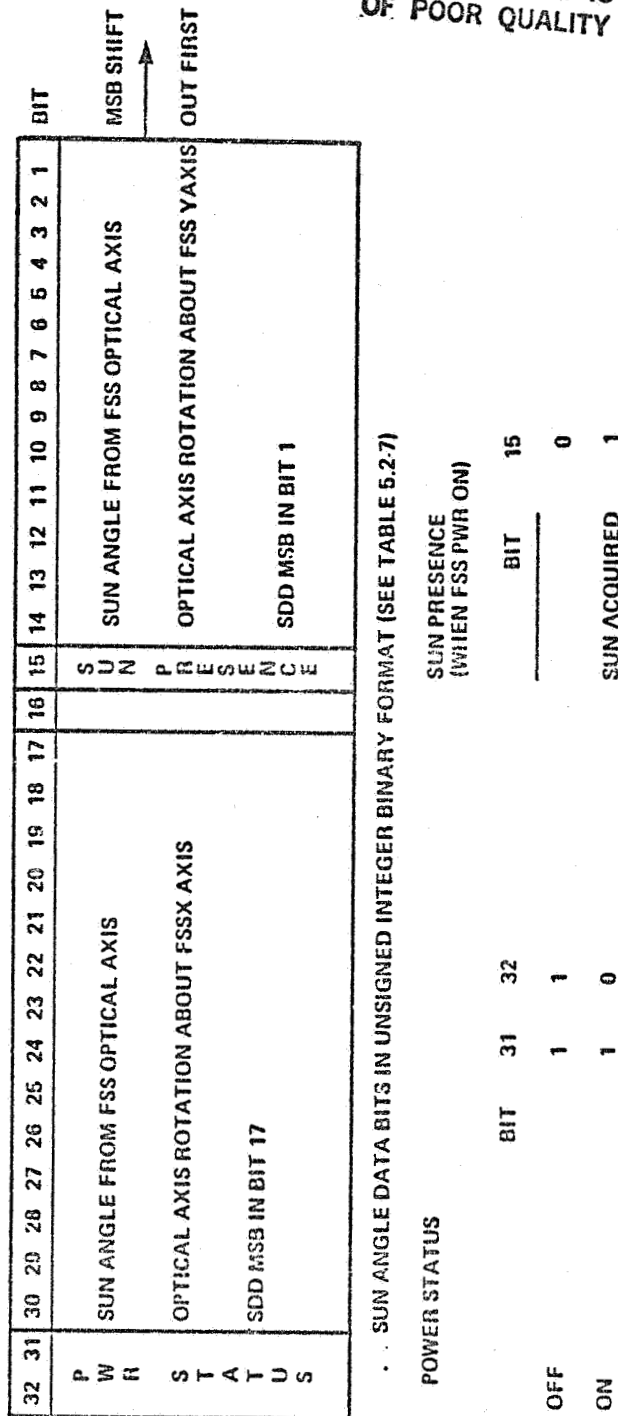 OF POOR QUALITY
32 31 30 29 28 27 26 25 24 23 22 21 20 19 18 17 16 15 14 13 12 11 10 9 8 7 6 5 4 3 2 1 BIT
PWR STATUS
SUN ANGLE FROM FSS OPTICAL AXIS
OPTICAL AXIS ROTATION ABOUT FSSX AXIS
SDD MSB IN BIT 17
SUN PRESENCE
SUN ANGLE FROM FSS OPTICAL AXIS
OPTICAL AXIS ROTATION ABOUT FSS YAXIS
SDD MSB IN BIT 1
MSB SHIFT
OUT FIRST
. . SUN ANGLE DATA BITS IN UNSIGNED INTEGER BINARY FORMAT (SEE TABLE 5.2-7)
POWER STATUS
BIT 31 32
OFF 1 1
ON 1 0
SUN PRESENCE
(WHEN FSS PWR ON)
BIT 15
0
SUN ACQUIRED 1